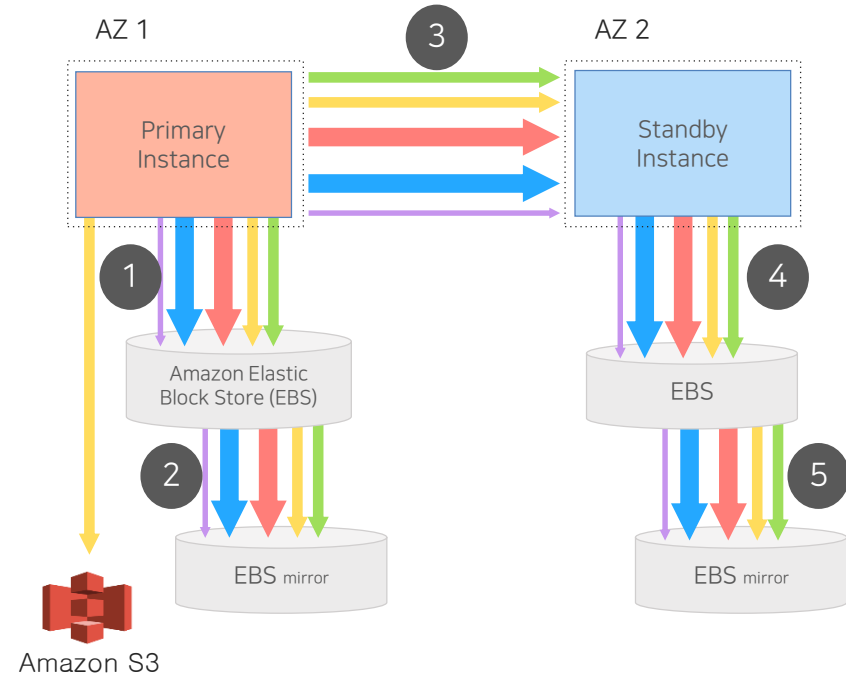 AZ 1
3
AZ 2
Primary
Instance
Standby
Instance
1
4
Amazon Elastic
Block Store (EBS)
EBS
2
5
EBS mirror
EBS mirror
Amazon S3